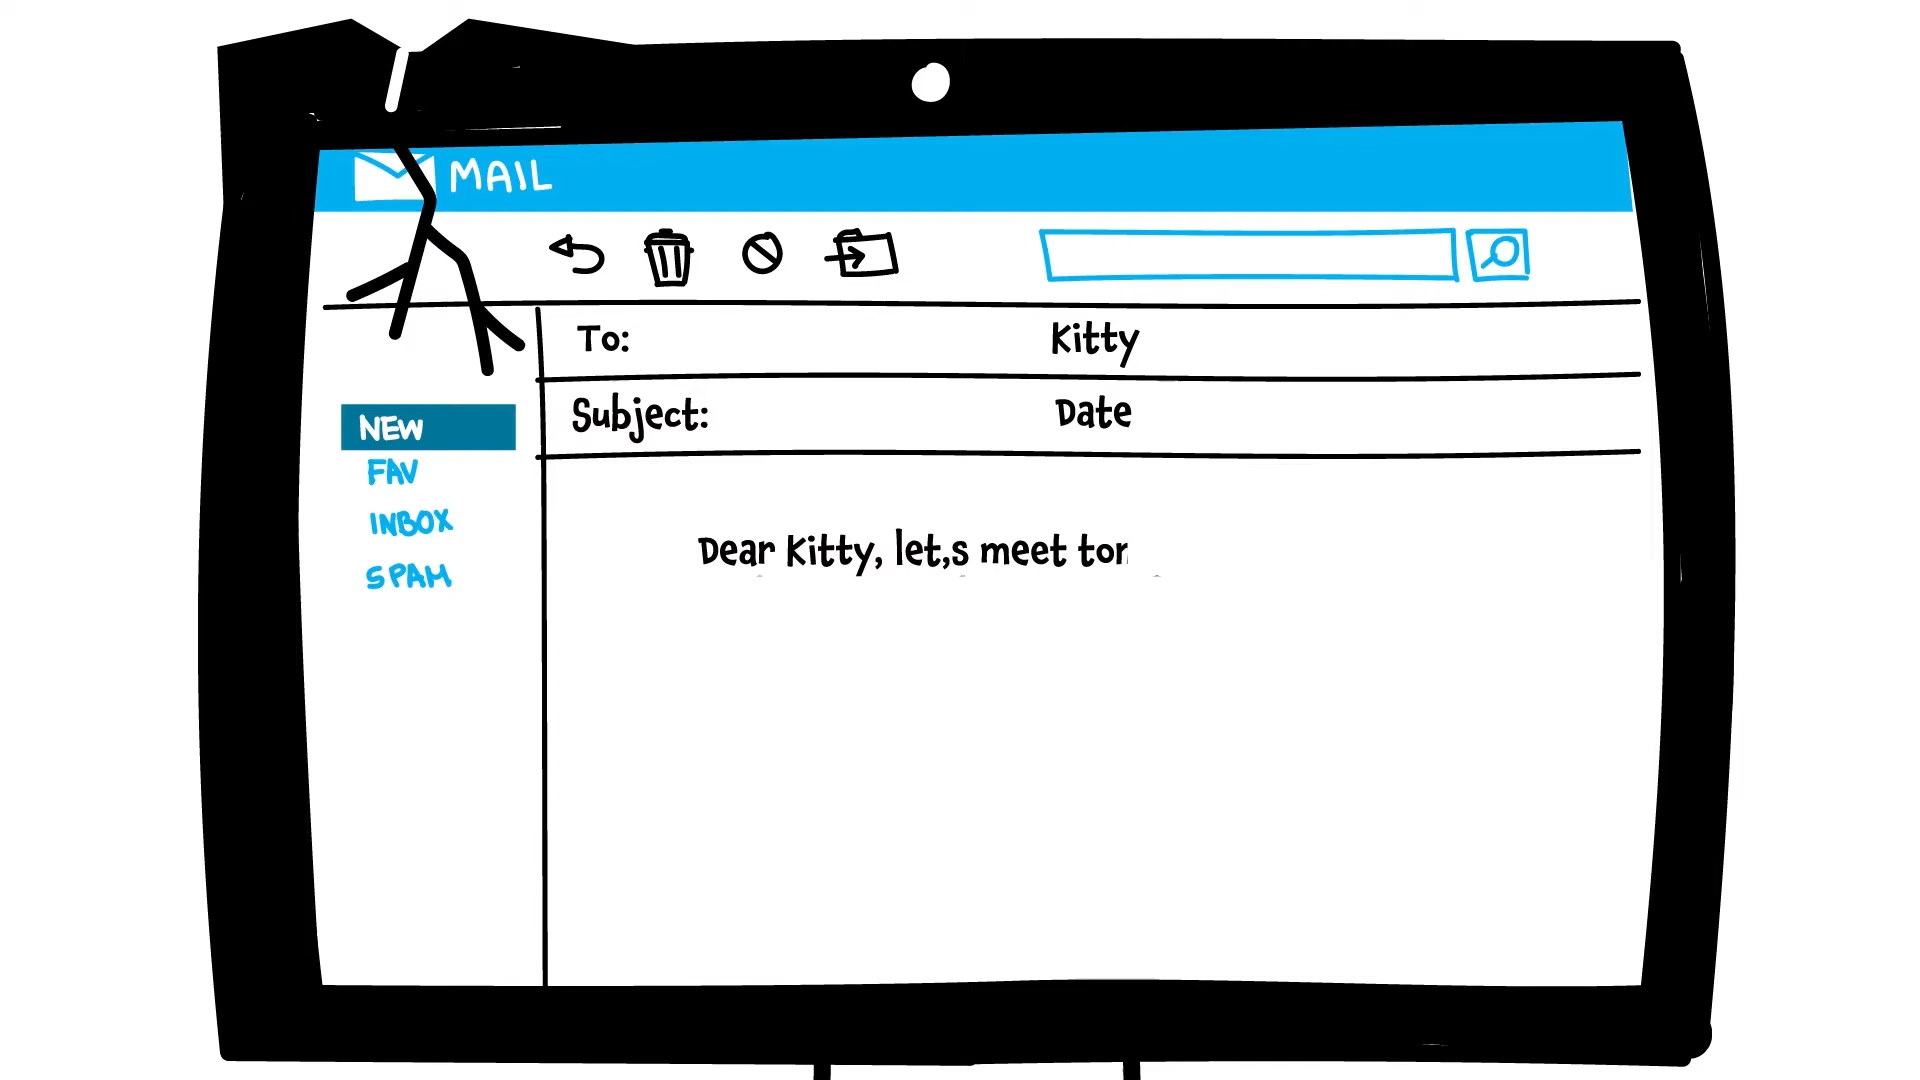 MAIL
To: Kitty
Subject: Date
NEW
FAV
INBOX
SPAM
Dear Kitty, let,s meet tor